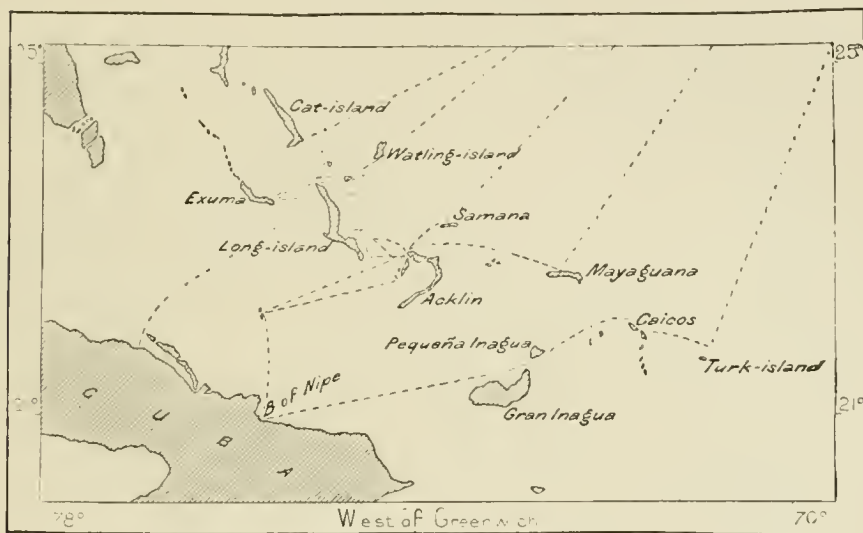 25° 25°
Cat-island
Watling-island
Exuma
Samana
Long-island
Mayaguana
Acklin
Caicos
Pequeña Inagua
Turk-island
B of Nipe
Gran Inagua
21° 21°
C U B A
78° West of Greenwich 70°